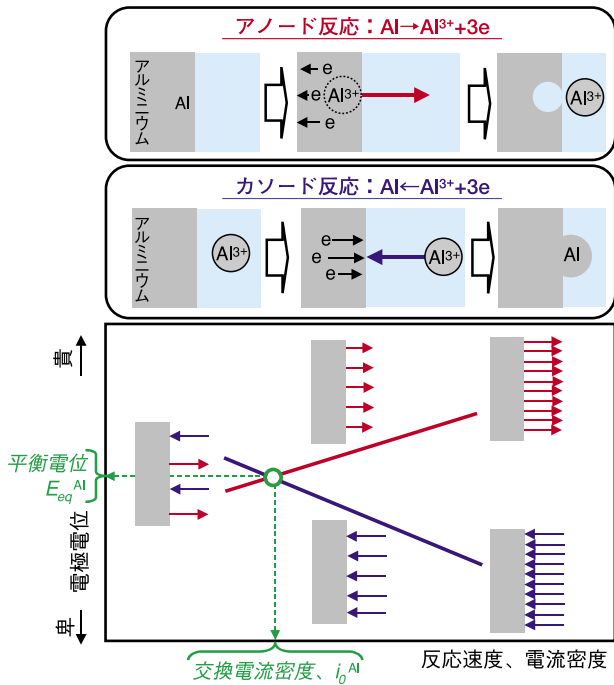 アノード反応：Al→Al³⁺+3e
アルミニウム
Al
e
e
e
Al³⁺
Al³⁺
カソード反応：Al←Al³⁺+3e
アルミニウム
Al³⁺
e
e
e
Al³⁺
Al
貴
平衡電位
E_eq^Al
電極電位
卑
交換電流密度、i₀^Al
反応速度、電流密度